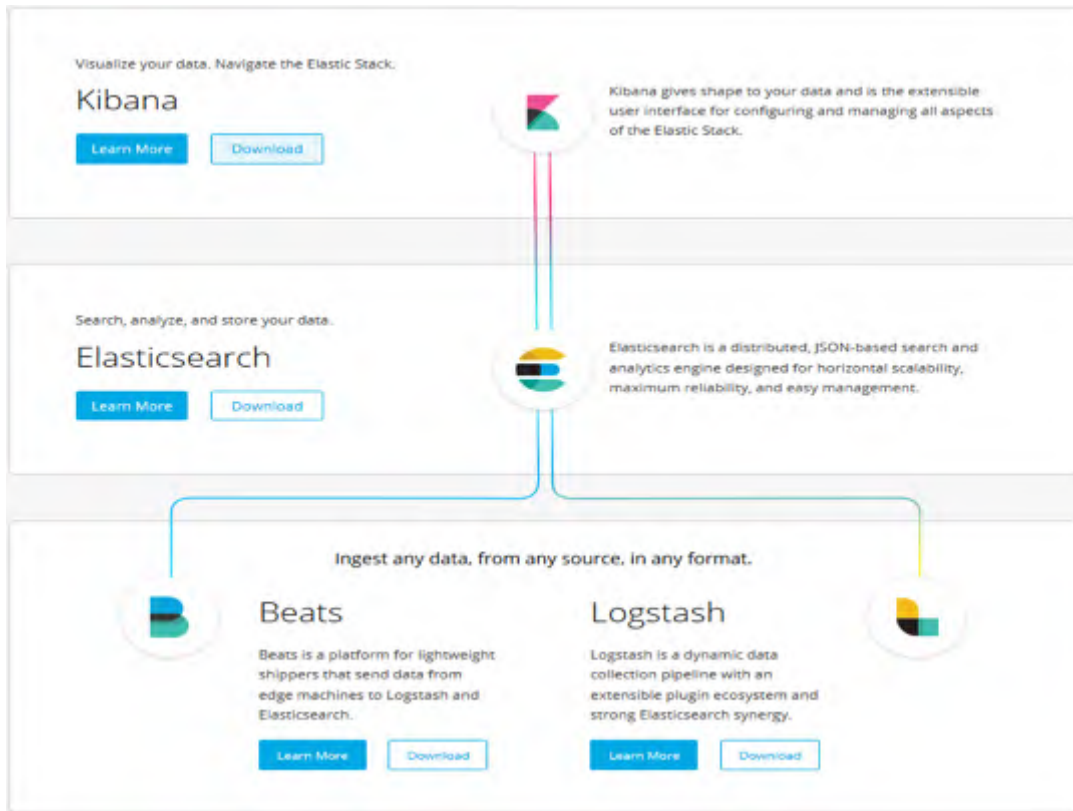 Visualize your data. Navigate the Elastic Stack.
Kibana
Learn More
Download
Kibana gives shape to your data and is the extensible
user interface for configuring and managing all aspects
of the Elastic Stack.
Search, analyze, and store your data.
Elasticsearch
Learn More
Download
Elasticsearch is a distributed, JSON-based search and
analytics engine designed for horizontal scalability,
maximum reliability, and easy management.
Ingest any data, from any source, in any format.
Beats
Beats is a platform for lightweight
shippers that send data from
edge machines to Logstash and
Elasticsearch.
Learn More
Download
Logstash
Logstash is a dynamic data
collection pipeline with an
extensible plugin ecosystem and
strong Elasticsearch synergy.
Learn More
Download